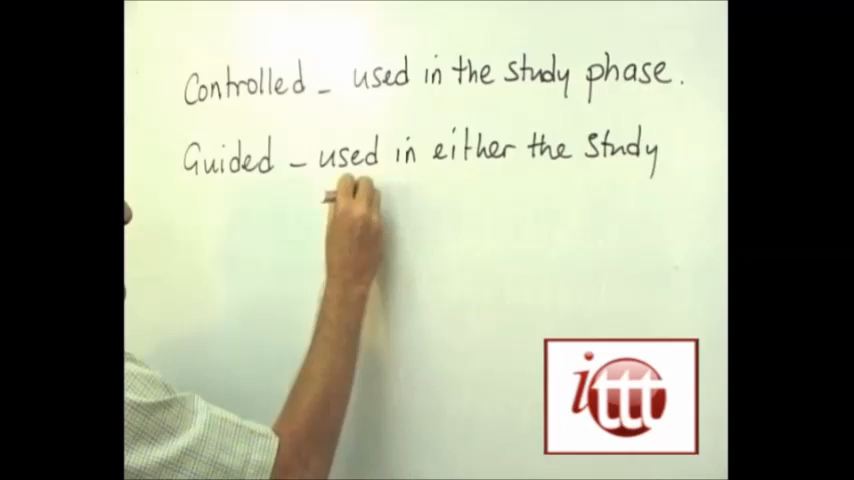 Controlled - used in the study phase.
Guided - used in either the study
ittt